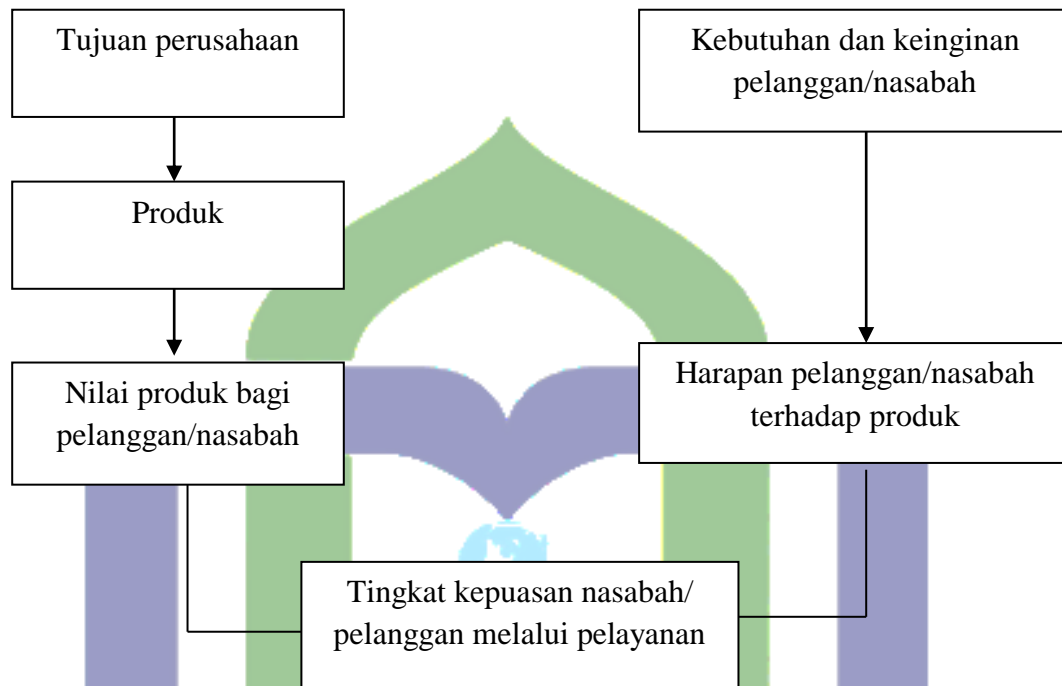 Tujuan perusahaan
Kebutuhan dan keinginan
pelanggan/nasabah
Produk
Nilai produk bagi
pelanggan/nasabah
Harapan pelanggan/nasabah
terhadap produk
Tingkat kepuasan nasabah/
pelanggan melalui pelayanan